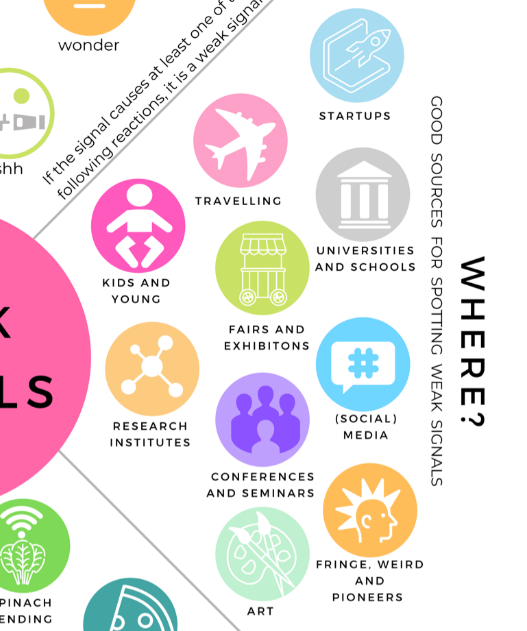 wonder
shh
If the signal causes at least one of
following reactions, it is a weak signal
K
LS
STARTUPS
TRAVELLING
UNIVERSITIES
AND SCHOOLS
KIDS AND
YOUNG
FAIRS AND
EXHIBITONS
#
(SOCIAL)
MEDIA
RESEARCH
INSTITUTES
CONFERENCES
AND SEMINARS
FRINGE, WEIRD
AND
PIONEERS
ART
WHERE?
GOOD SOURCES FOR SPOTTING WEAK SIGNALS
PINACH
ENDING